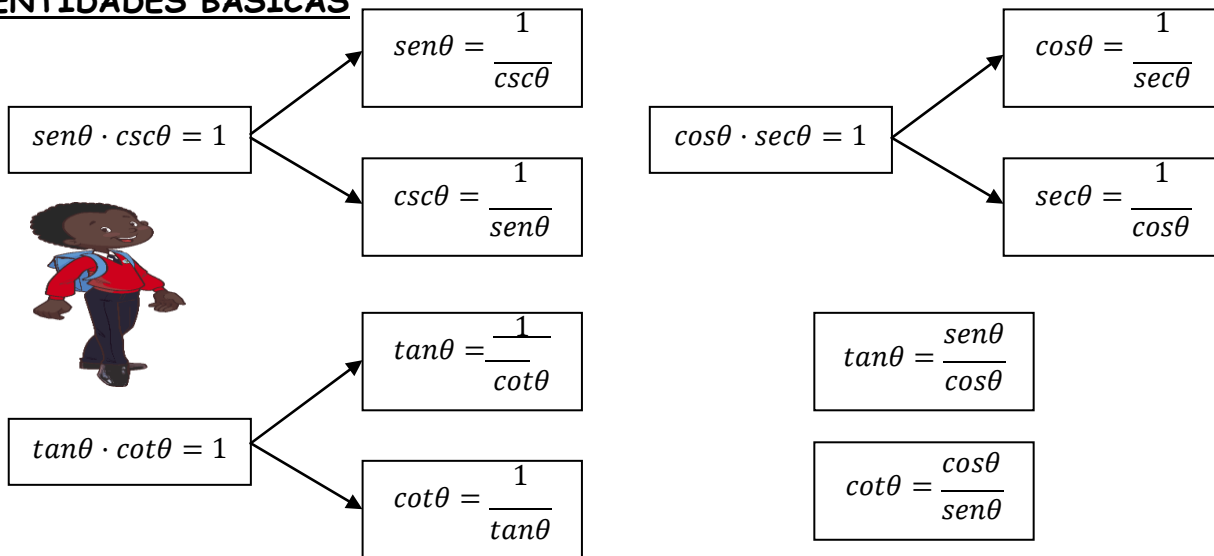 ENTIDADES BÁSICAS
senθ · cscθ = 1
senθ = 1/cscθ
cscθ = 1/senθ
cosθ · secθ = 1
cosθ = 1/secθ
secθ = 1/cosθ
tanθ · cotθ = 1
tanθ = 1/cotθ
cotθ = 1/tanθ
tanθ = senθ/cosθ
cotθ = cosθ/senθ